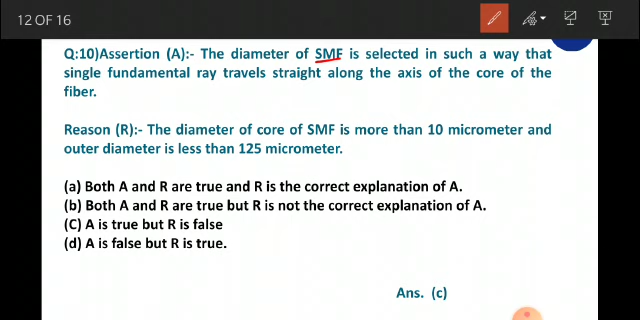 12 OF 16
Q:10)Assertion (A):- The diameter of SMF is selected in such a way that
single fundamental ray travels straight along the axis of the core of the
fiber.
Reason (R):- The diameter of core of SMF is more than 10 micrometer and
outer diameter is less than 125 micrometer.
(a) Both A and R are true and R is the correct explanation of A.
(b) Both A and R are true but R is not the correct explanation of A.
(C) A is true but R is false
(d) A is false but R is true.
Ans. (c)